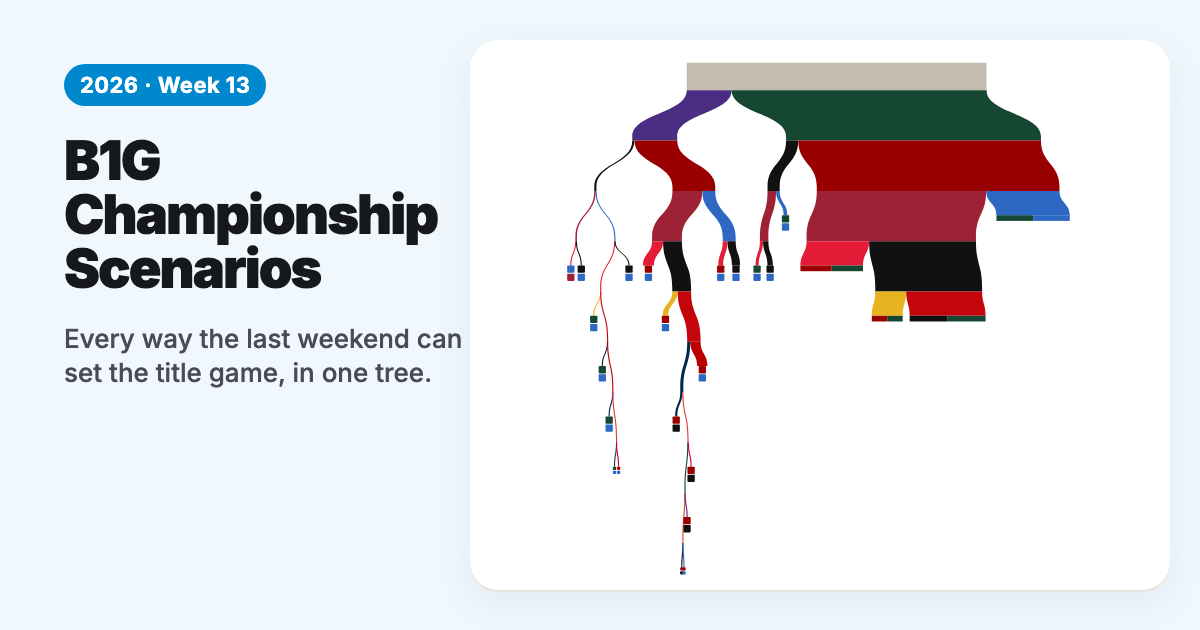 2026 · Week 13
B1G
Championship
Scenarios
Every way the last weekend can
set the title game, in one tree.